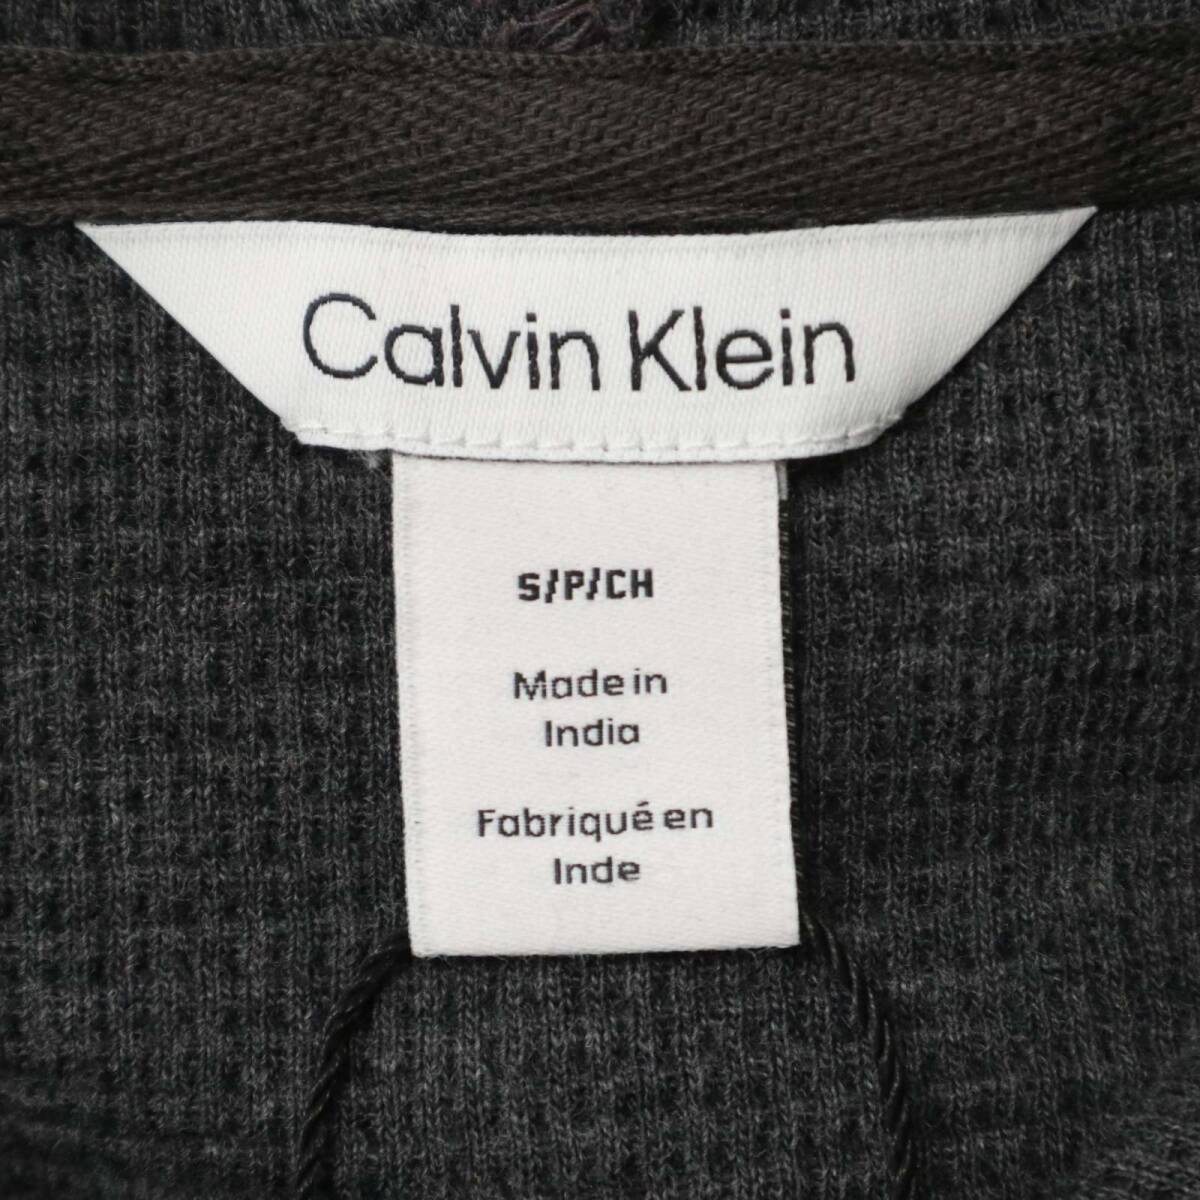 Calvin Klein
S/P/CH
Made in
India
Fabriqué en
Inde